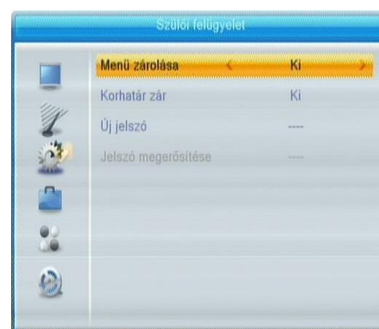 Szülői felügyelet
Menü zárolása < Ki >
Korhatár zár Ki
Új jelszó ----
Jelszó megerősítése ----